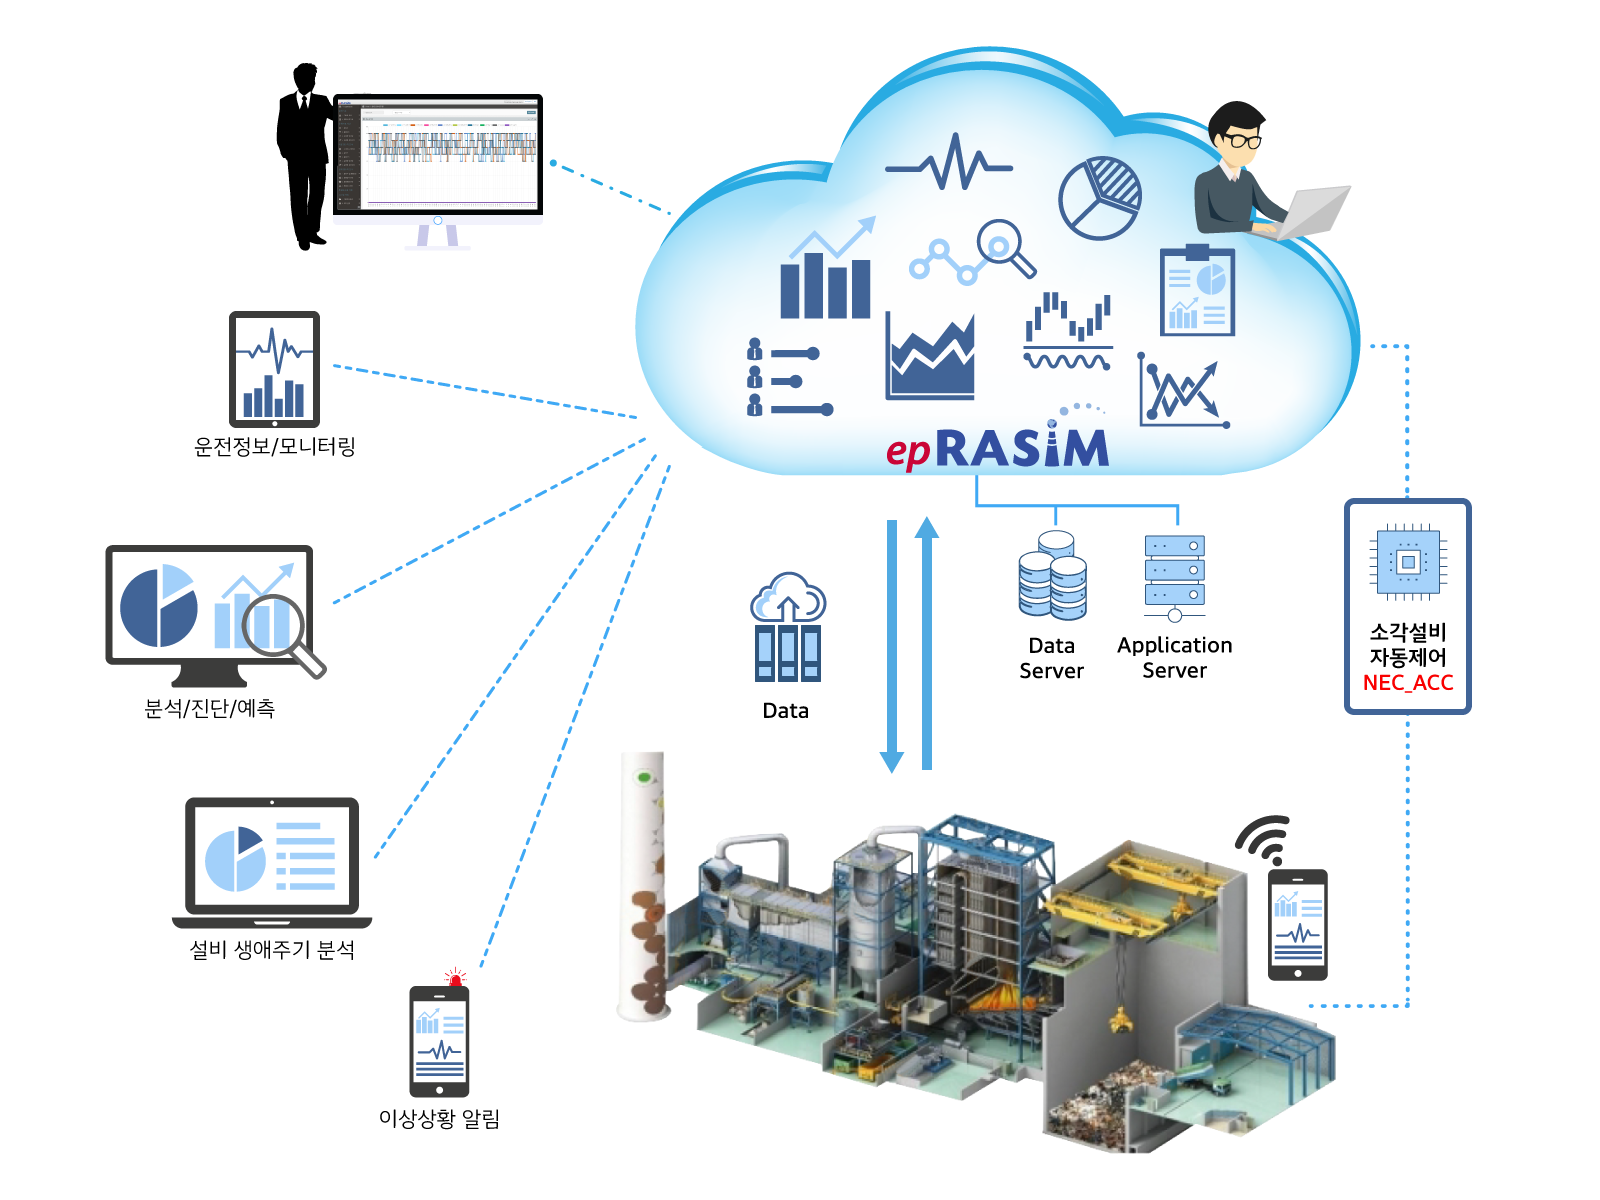 epRASiM
운전정보/모니터링
분석/진단/예측
설비 생애주기 분석
이상상황 알림
Data
Data
Server
Application
Server
소각설비
자동제어
NEC_ACC